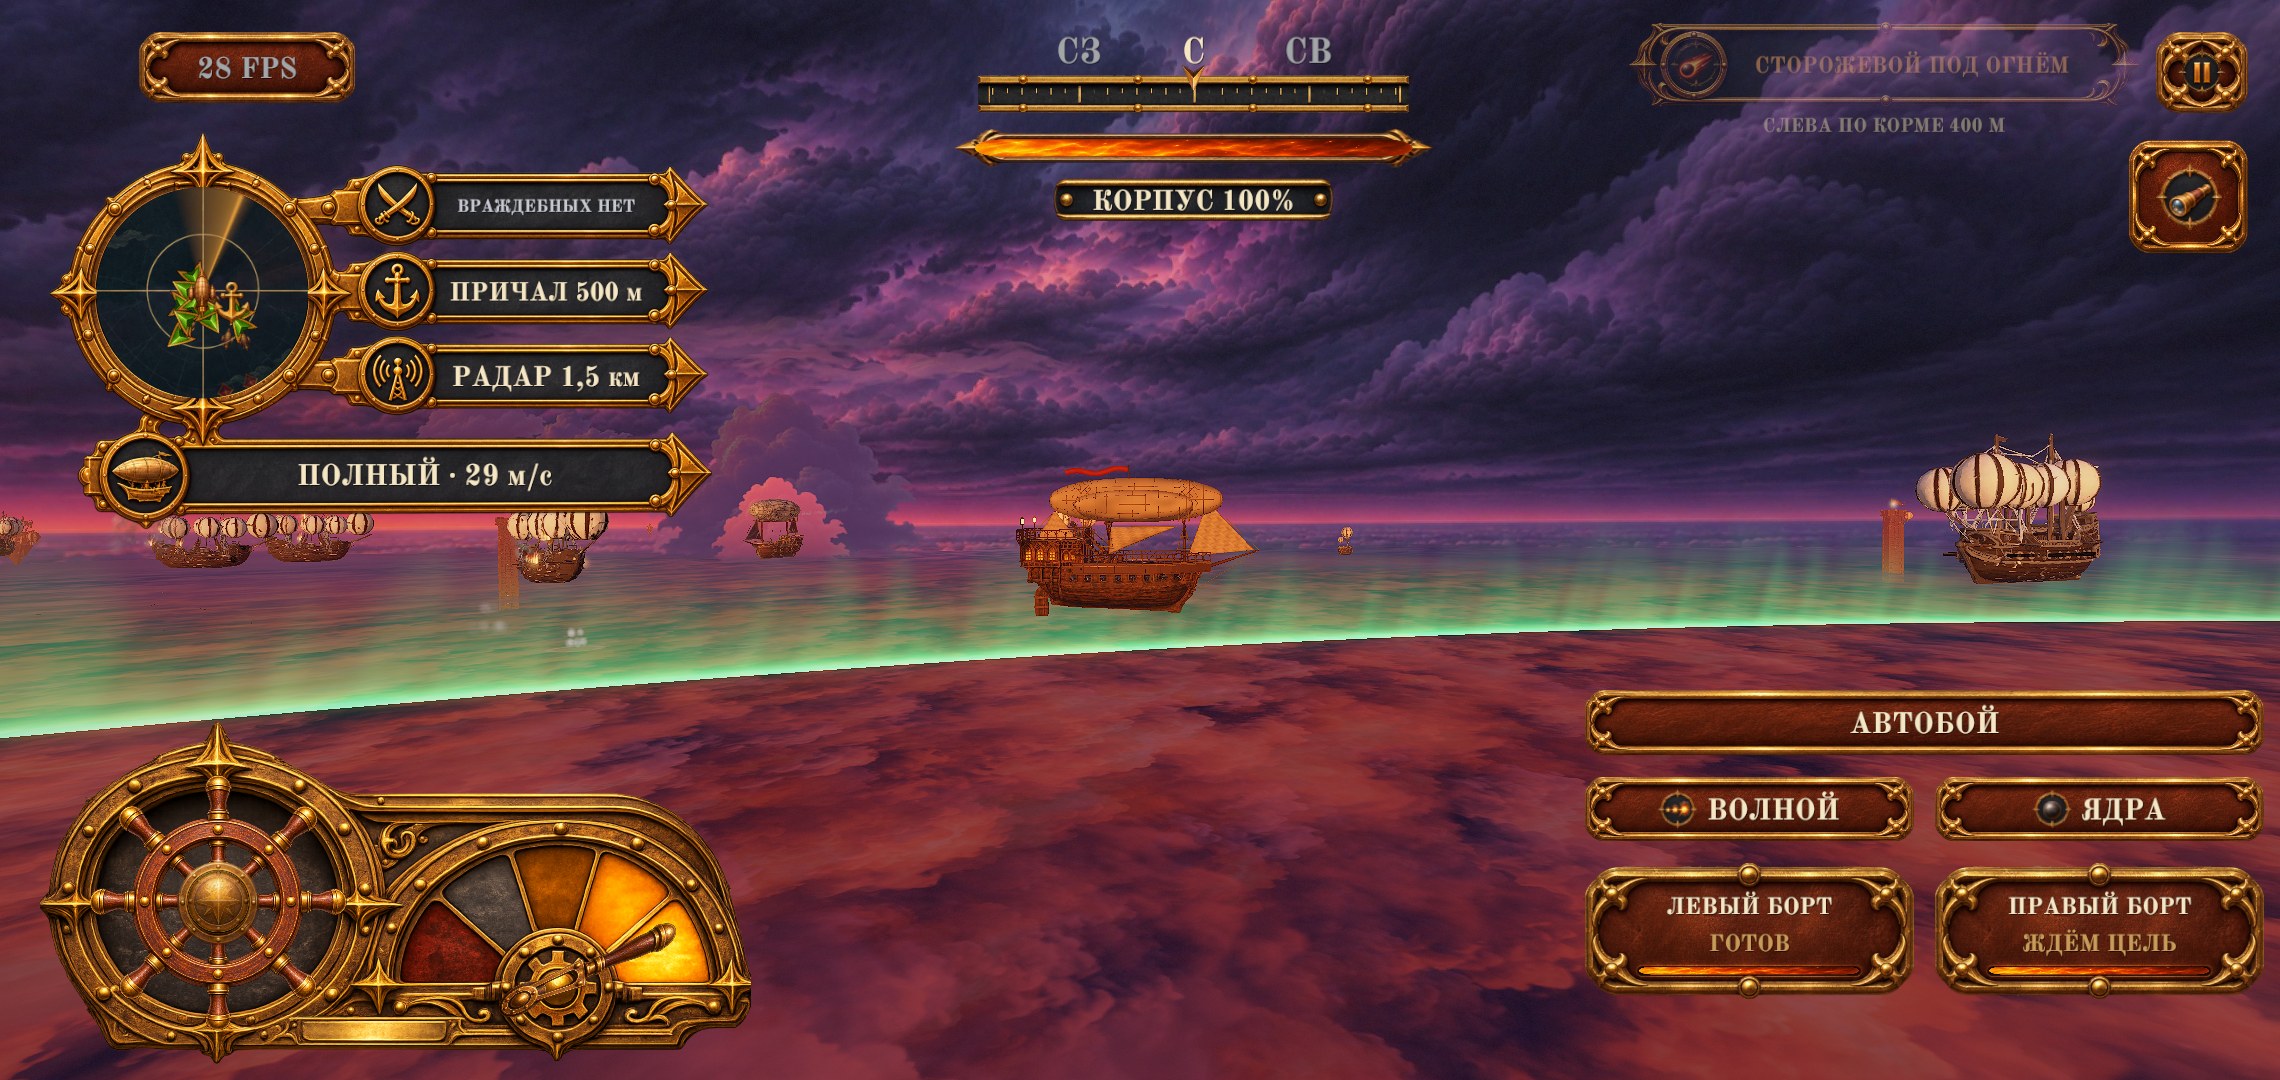 28 FPS
СЗ С СВ
СТОРОЖЕВОЙ ПОД ОГНЁМ
СЛЕВА ПО КОРМЕ 400 М
КОРПУС 100%
ВРАЖДЕБНЫХ НЕТ
ПРИЧАЛ 500 м
РАДАР 1,5 км
ПОЛНЫЙ · 29 м/с
АВТОБОЙ
ВОЛНОЙ
ЯДРА
ЛЕВЫЙ БОРТ
ГОТОВ
ПРАВЫЙ БОРТ
ЖДЁМ ЦЕЛЬ